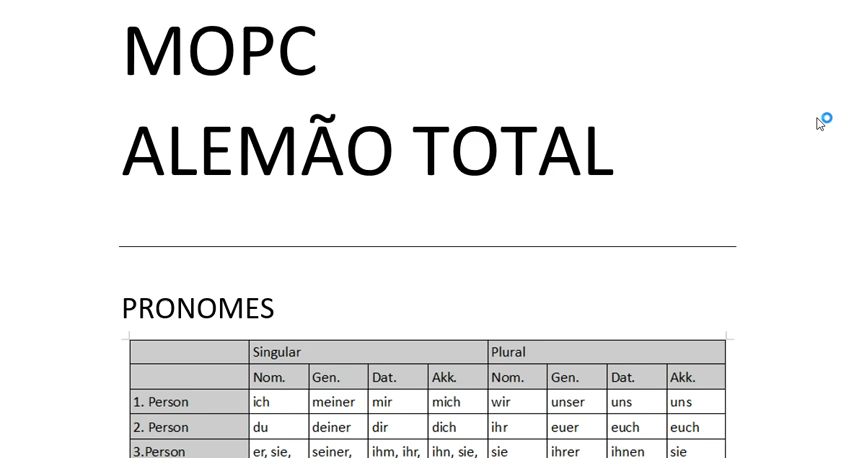 MOPC
ALEMÃO TOTAL
PRONOMES
Singular Plural
Nom. Gen. Dat. Akk. Nom. Gen. Dat. Akk.
1. Person ich meiner mir mich wir unser uns uns
2. Person du deiner dir dich ihr euer euch euch
3.Person er, sie, seiner, ihm, ihr, ihn, sie, sie ihrer ihnen sie